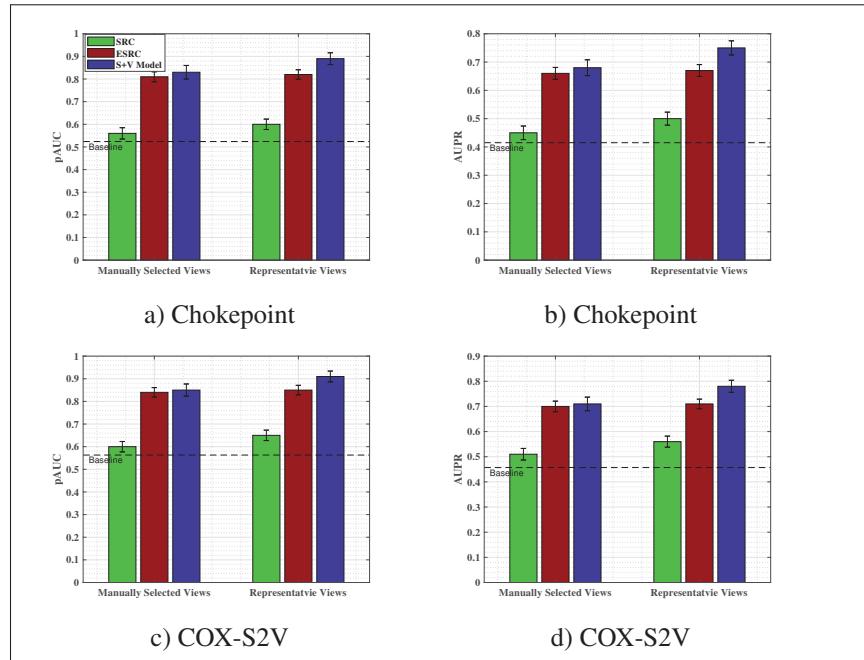 1
0.9
0.8
0.7
0.6
0.5
0.4
0.3
0.2
0.1
0
pAUC
SRC
ESRC
S+V Model
Baseline
Manually Selected Views
Representatvie Views
a) Chokepoint
0.8
0.7
0.6
0.5
0.4
0.3
0.2
0.1
0
AUPR
Baseline
Manually Selected Views
Representatvie Views
b) Chokepoint
1
0.9
0.8
0.7
0.6
0.5
0.4
0.3
0.2
0.1
0
pAUC
Baseline
Manually Selected Views
Representatvie Views
c) COX-S2V
0.9
0.8
0.7
0.6
0.5
0.4
0.3
0.2
0.1
0
AUPR
Baseline
Manually Selected Views
Representatvie Views
d) COX-S2V